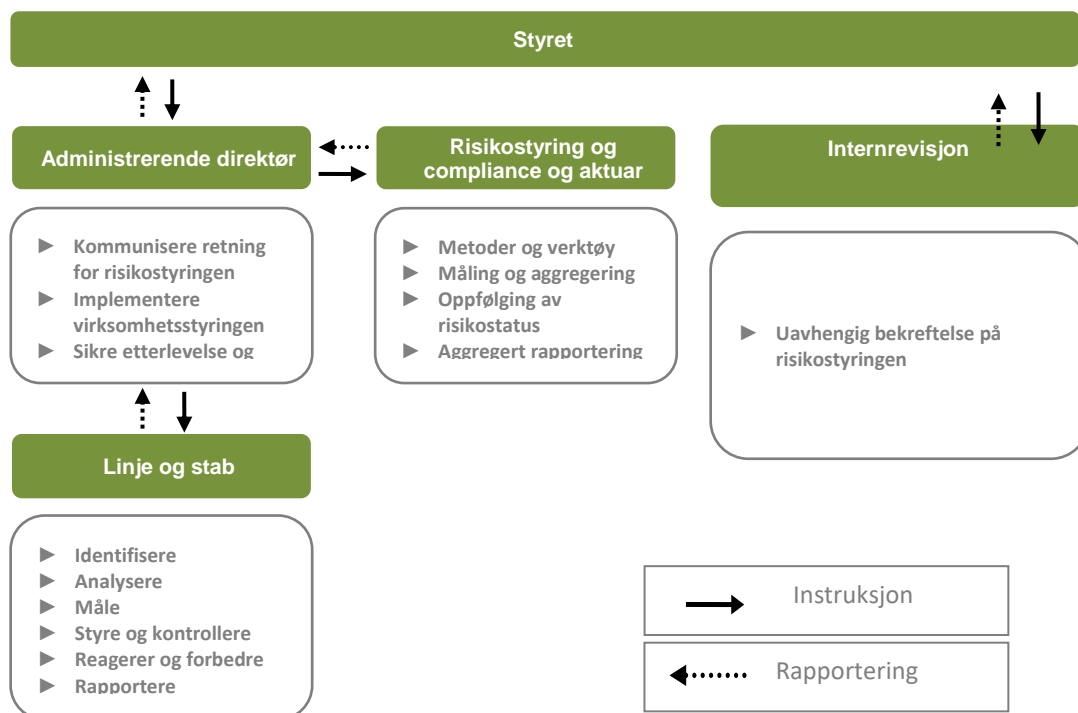 Styret
Administrerende direktør
Risikostyring og
compliance og aktuar
Internrevisjon
► Kommunisere retning
for risikostyringen
► Implementere
virksomhetsstyringen
► Sikre etterlevelse og
► Metoder og verktøy
► Måling og aggregering
► Oppfølging av
risikostatus
► Aggregert rapportering
► Uavhengig bekreftelse på
risikostyringen
Linje og stab
► Identifisere
► Analysere
► Måle
► Styre og kontrollere
► Reagerer og forbedre
► Rapportere
Instruksjon
Rapportering